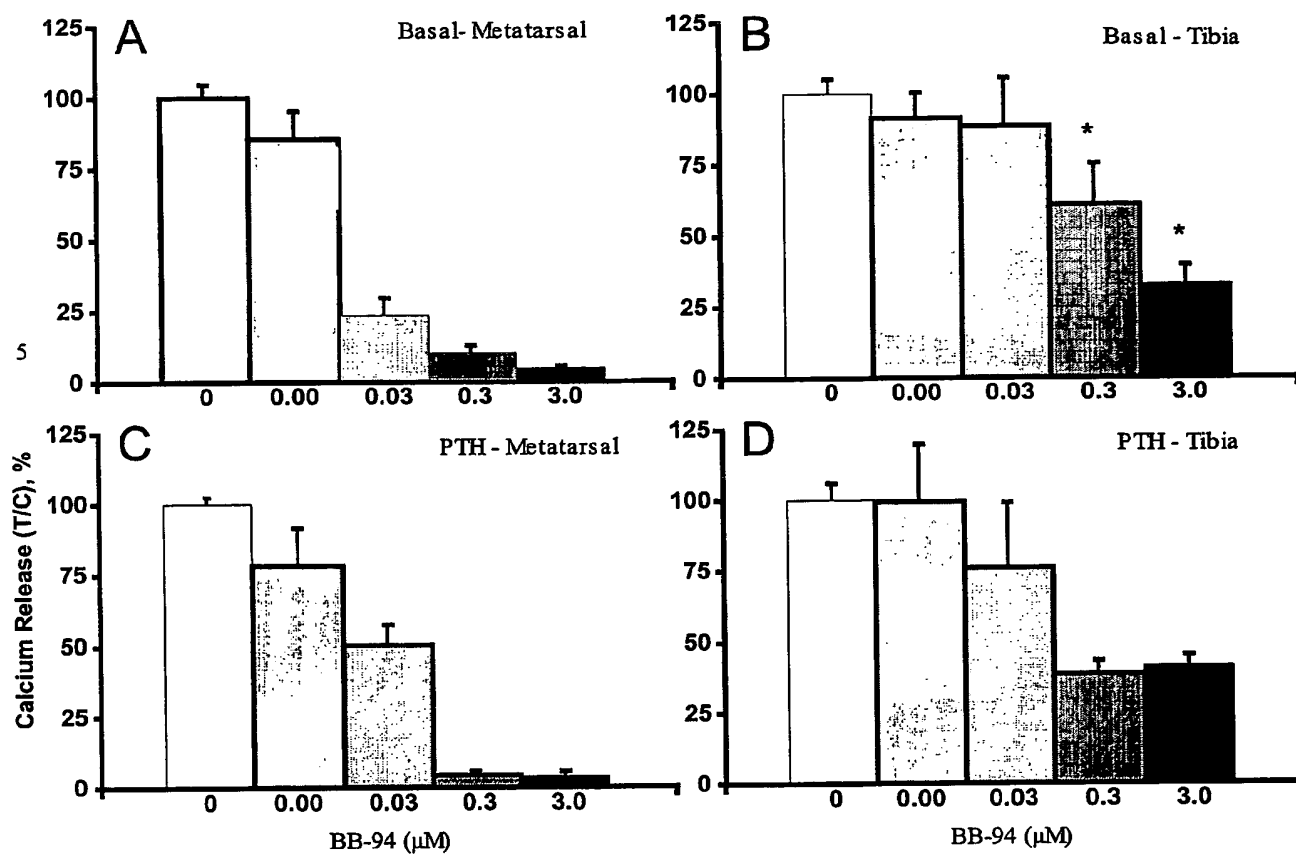 A
Basal- Metatarsal
125
100
75
50
25
0
0 0.00 0.03 0.3 3.0
B
Basal - Tibia
125
100
75
50
25
0
* *
0 0.00 0.03 0.3 3.0
5
C
PTH - Metatarsal
125
100
75
50
25
0
0 0.00 0.03 0.3 3.0
BB-94 (µM)
Calcium Release (T/C), %
D
PTH - Tibia
125
100
75
50
25
0
0 0.00 0.03 0.3 3.0
BB-94 (µM)